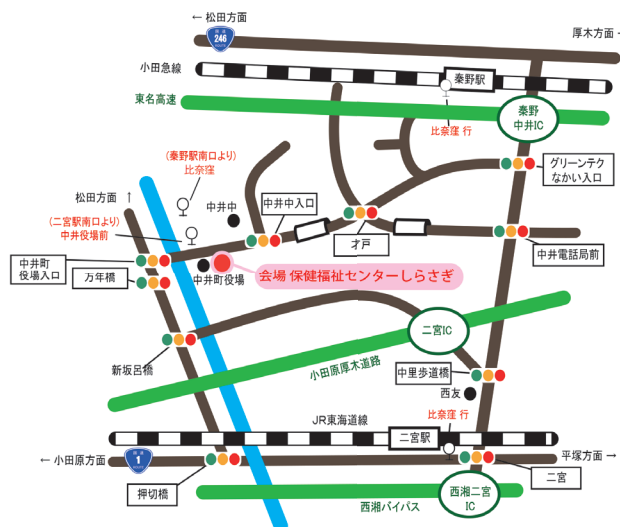 ← 松田方面
国道
246
ROUTE
厚木方面→
小田急線
秦野駅
東名高速
比奈窪 行
秦野
中井IC
(秦野駅南口より)
比奈窪
グリーンテク
なかい入口
松田方面 ↑
(二宮駅南口より)
中井役場前
中井中
中井中入口
才戸
中井電話局前
中井町
役場入口
万年橋
中井町役場
会場 保健福祉センターしらさぎ
二宮IC
新坂呂橋
小田原厚木道路
中里歩道橋
西友
比奈窪 行
JR東海道線
二宮駅
← 小田原方面
国道
1
ROUTE
平塚方面 →
押切橋
二宮
西湘バイパス
西湘二宮
IC